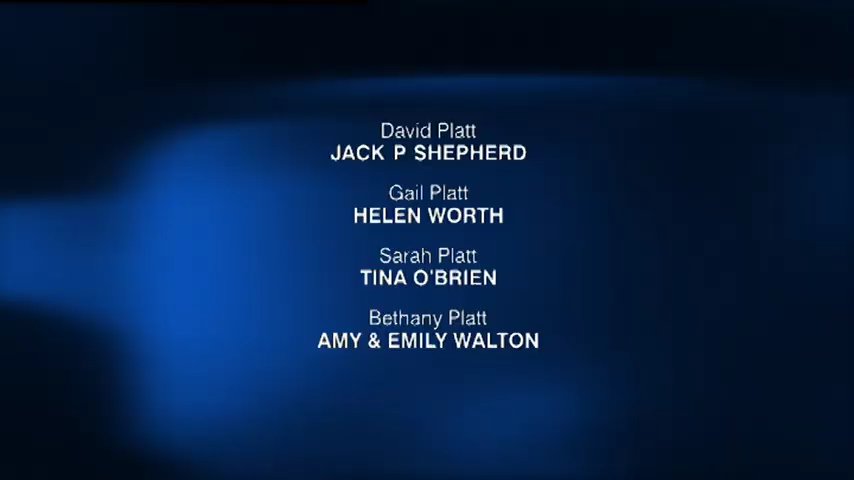 David Platt
JACK P SHEPHERD
Gail Platt
HELEN WORTH
Sarah Platt
TINA O'BRIEN
Bethany Platt
AMY & EMILY WALTON